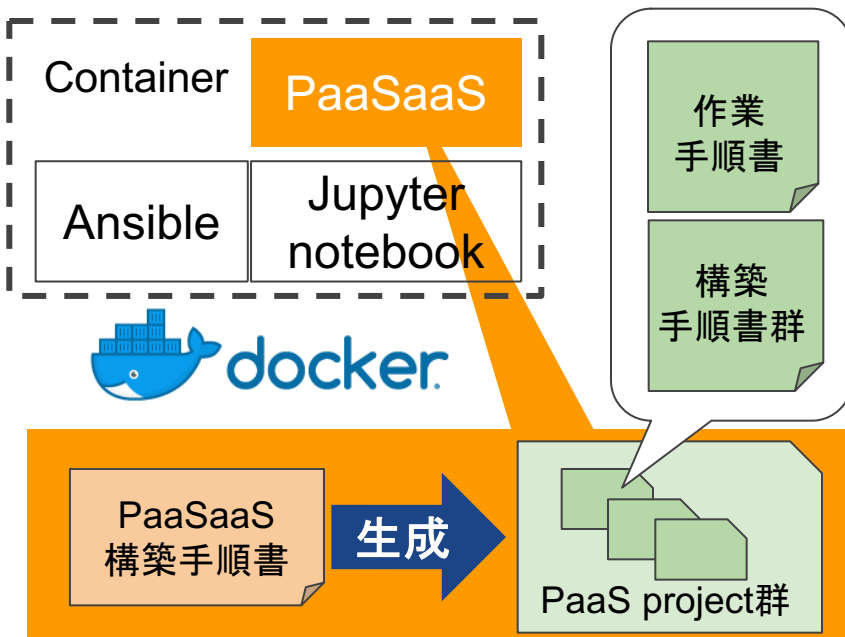 Container
PaaSaaS
Ansible
Jupyter
notebook
docker
作業
手順書
構築
手順書群
PaaSaaS
構築手順書
生成
PaaS project群